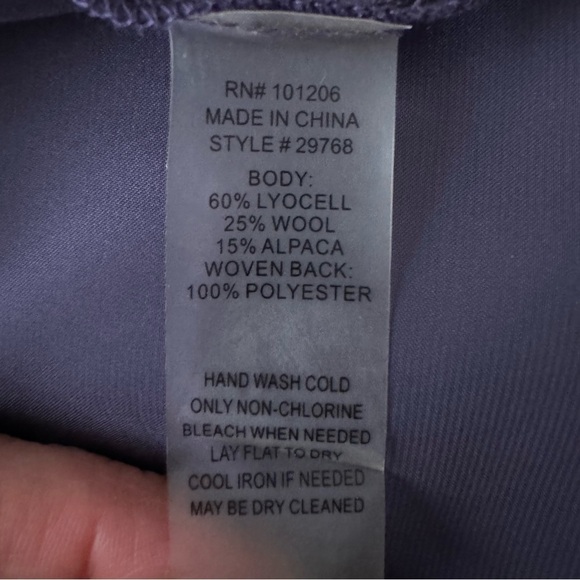 RN# 101206
MADE IN CHINA
STYLE # 29768
BODY:
60% LYOCELL
25% WOOL
15% ALPACA
WOVEN BACK:
100% POLYESTER
HAND WASH COLD
ONLY NON-CHLORINE
BLEACH WHEN NEEDED
LAY FLAT TO DRY
COOL IRON IF NEEDED
MAY BE DRY CLEANED